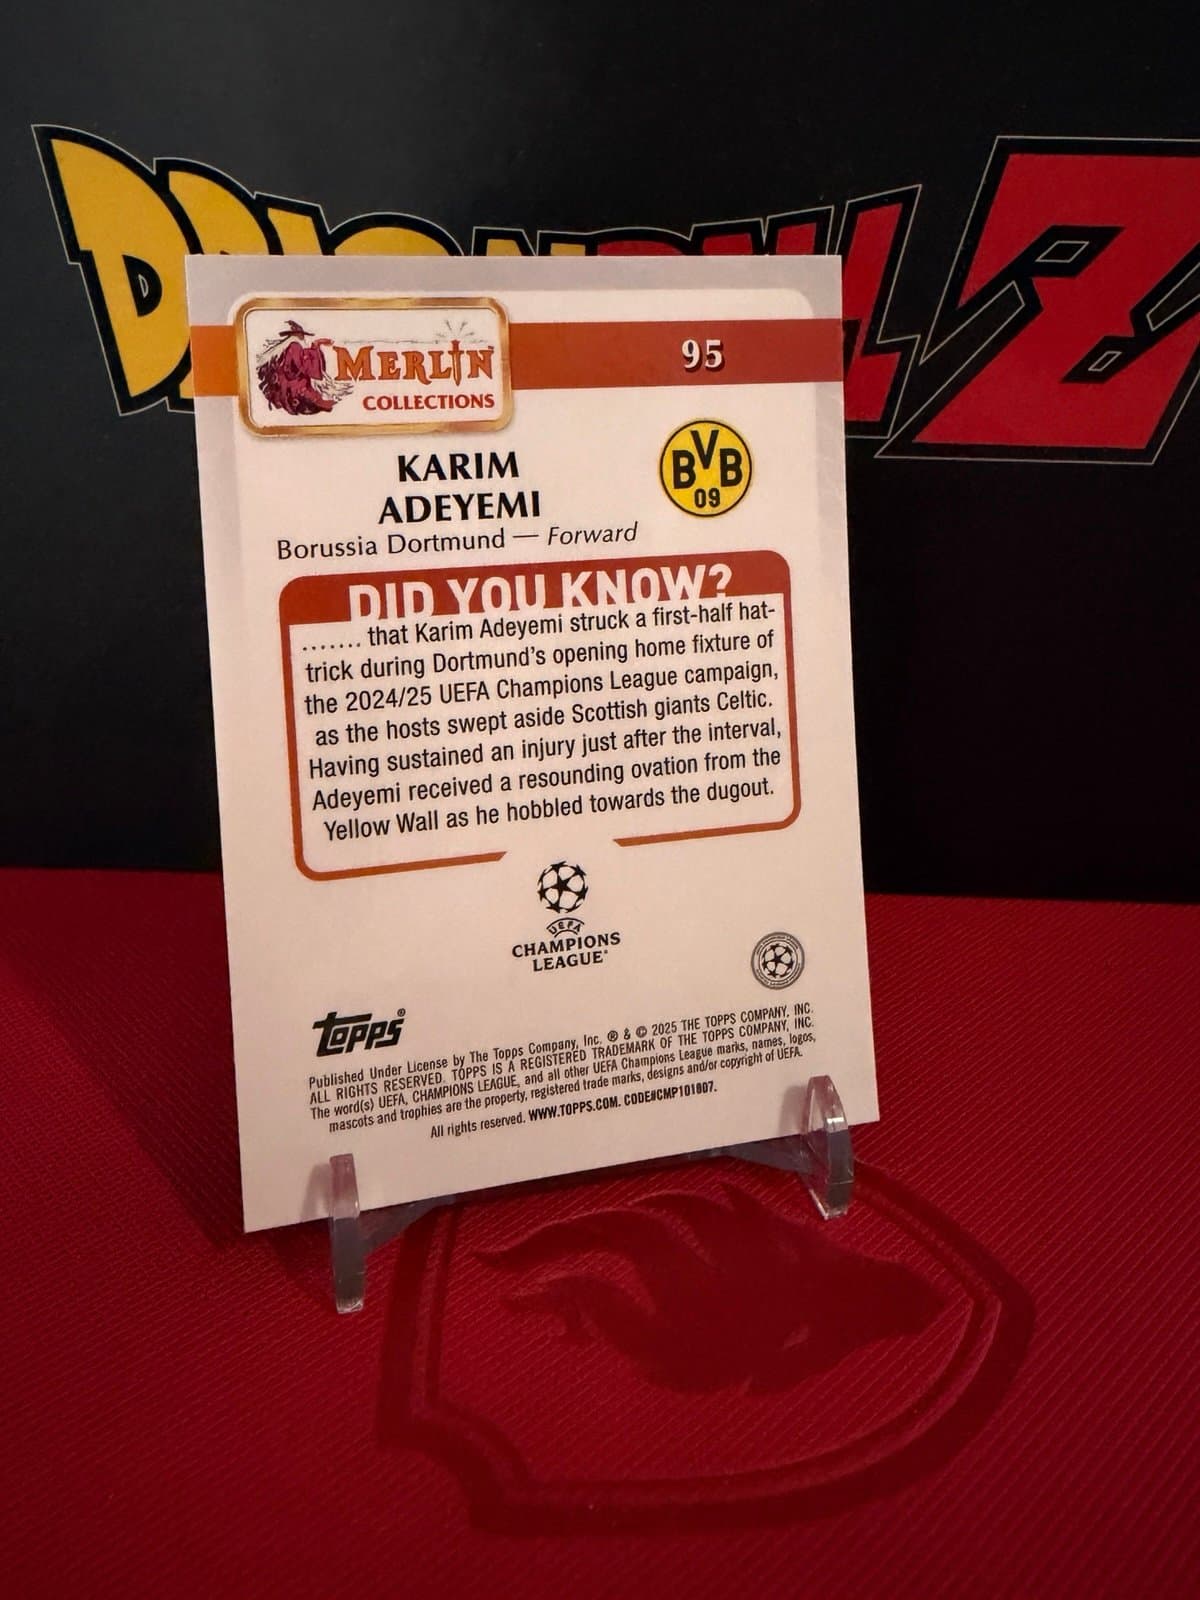 DRAGON BALL Z
MERLIN
COLLECTIONS
95
KARIM
ADEYEMI
BVB
09
Borussia Dortmund — Forward
DID YOU KNOW?
....... that Karim Adeyemi struck a first-half hat-
trick during Dortmund's opening home fixture of
the 2024/25 UEFA Champions League campaign,
as the hosts swept aside Scottish giants Celtic.
Having sustained an injury just after the interval,
Adeyemi received a resounding ovation from the
Yellow Wall as he hobbled towards the dugout.
UEFA
CHAMPIONS
LEAGUE®
topps®
Published Under License by The Topps Company, Inc. ® & © 2025 THE TOPPS COMPANY, INC.
ALL RIGHTS RESERVED. TOPPS IS A REGISTERED TRADEMARK OF THE TOPPS COMPANY, INC.
The word(s) UEFA, CHAMPIONS LEAGUE, and all other UEFA Champions League marks, names, logos,
mascots and trophies are the property, registered trade marks, designs and/or copyright of UEFA.
All rights reserved. WWW.TOPPS.COM. CODE#CMP101807.